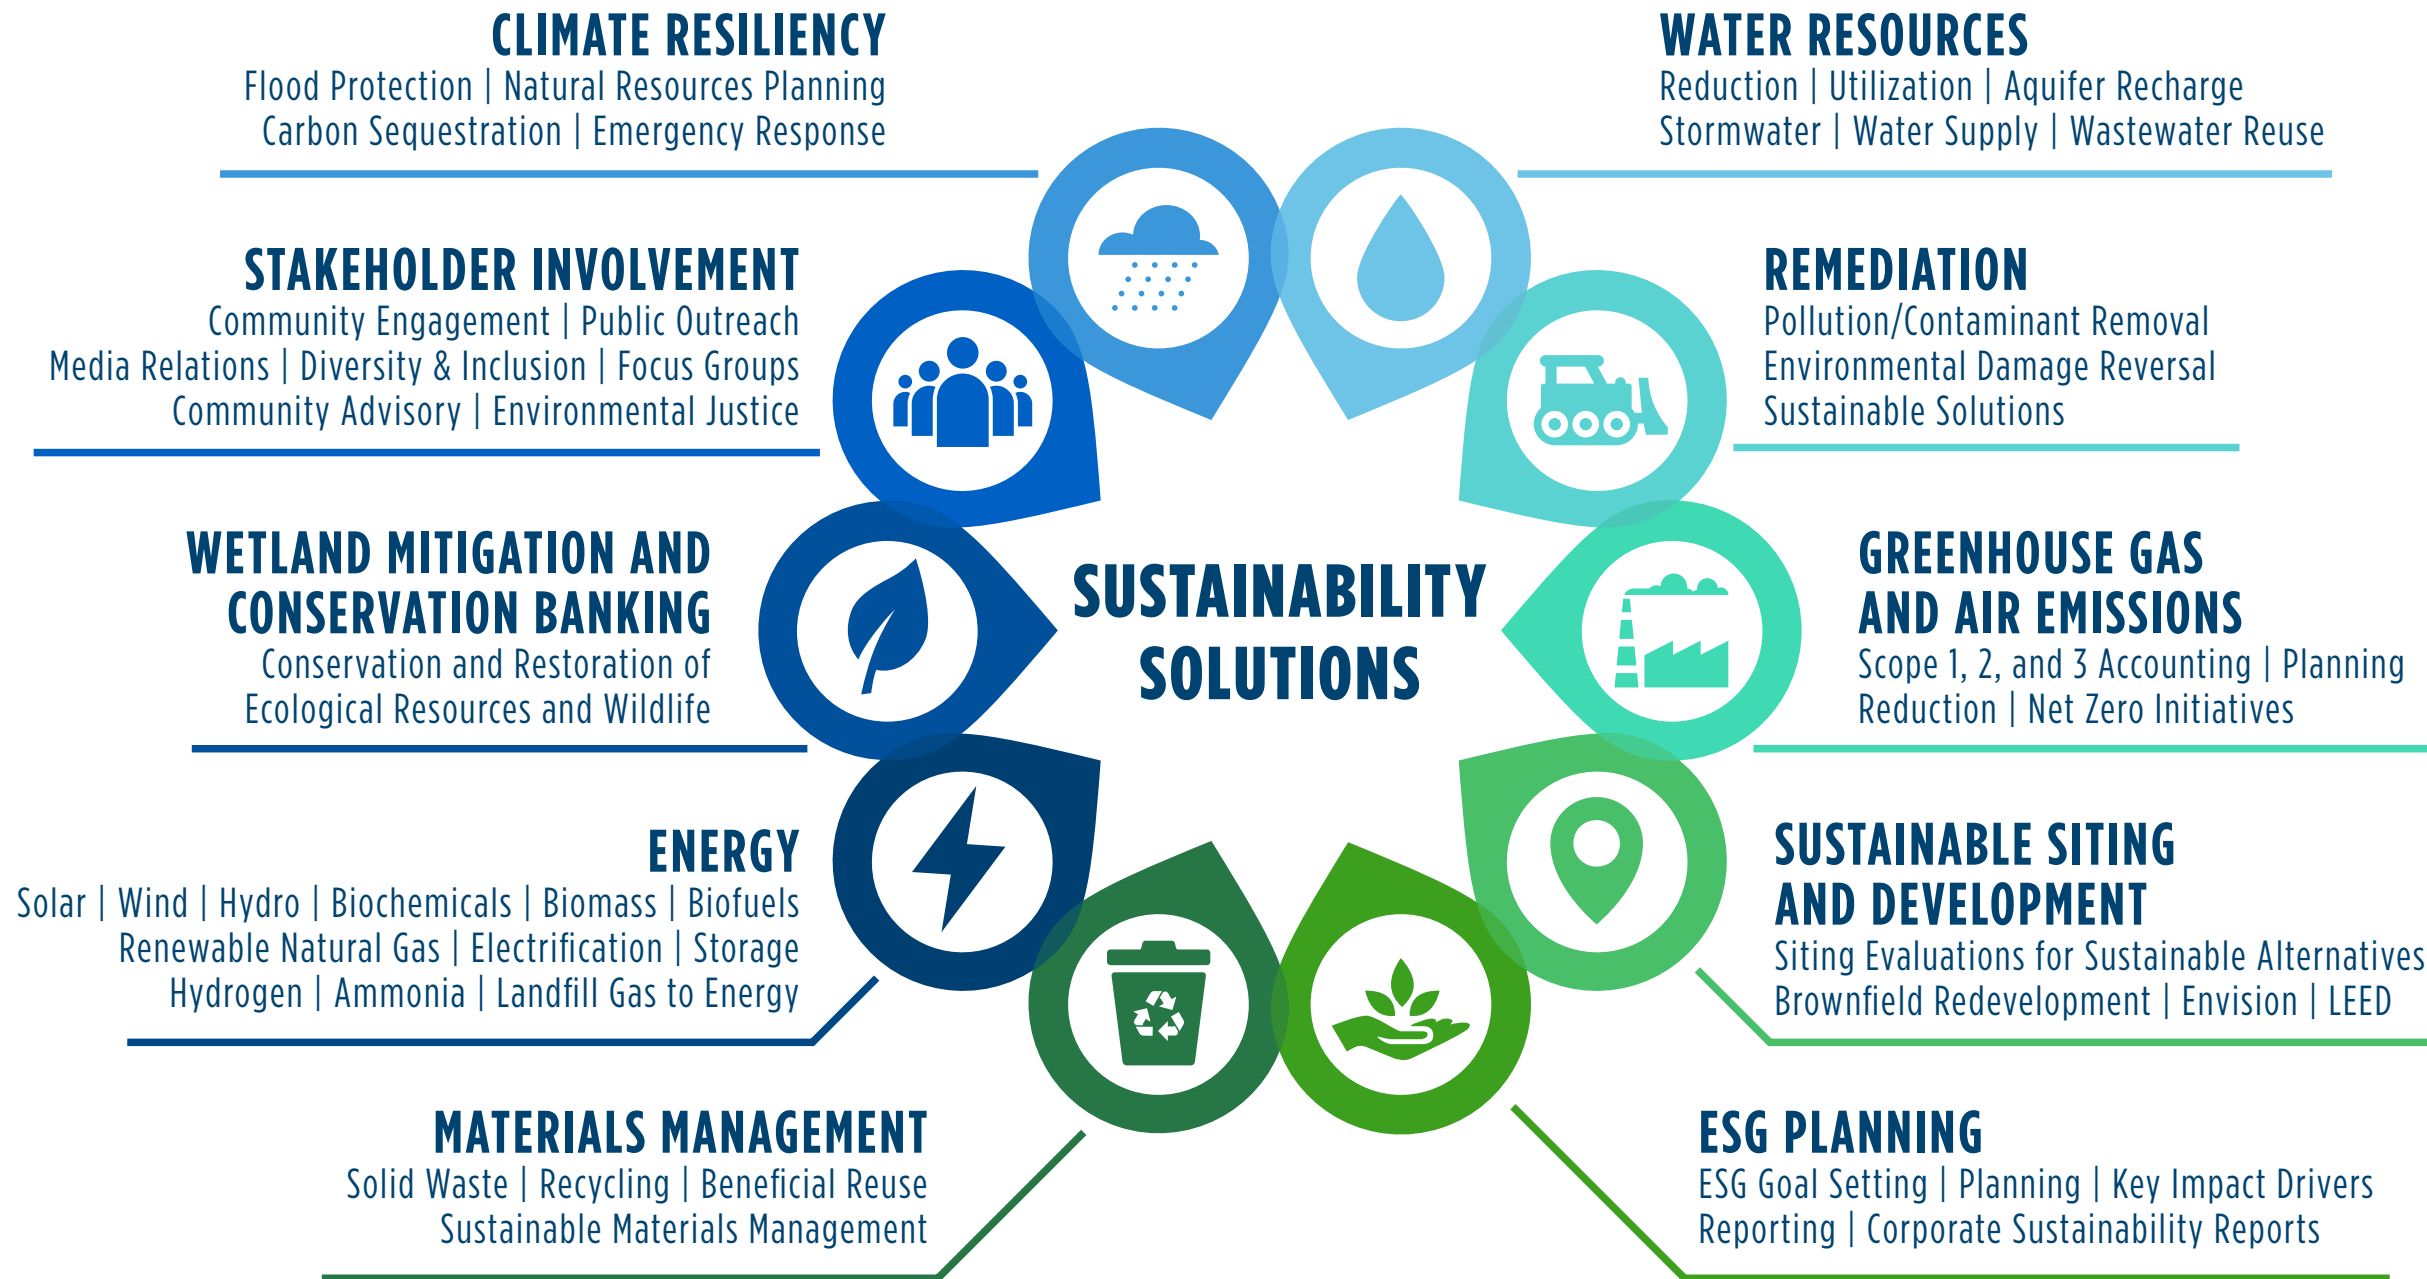 CLIMATE RESILIENCY
Flood Protection | Natural Resources Planning
Carbon Sequestration | Emergency Response
WATER RESOURCES
Reduction | Utilization | Aquifer Recharge
Stormwater | Water Supply | Wastewater Reuse
STAKEHOLDER INVOLVEMENT
Community Engagement | Public Outreach
Media Relations | Diversity & Inclusion | Focus Groups
Community Advisory | Environmental Justice
REMEDIATION
Pollution/Contaminant Removal
Environmental Damage Reversal
Sustainable Solutions
WETLAND MITIGATION AND
CONSERVATION BANKING
Conservation and Restoration of
Ecological Resources and Wildlife
SUSTAINABILITY
SOLUTIONS
GREENHOUSE GAS
AND AIR EMISSIONS
Scope 1, 2, and 3 Accounting | Planning
Reduction | Net Zero Initiatives
ENERGY
Solar | Wind | Hydro | Biochemicals | Biomass | Biofuels
Renewable Natural Gas | Electrification | Storage
Hydrogen | Ammonia | Landfill Gas to Energy
SUSTAINABLE SITING
AND DEVELOPMENT
Siting Evaluations for Sustainable Alternatives
Brownfield Redevelopment | Envision | LEED
MATERIALS MANAGEMENT
Solid Waste | Recycling | Beneficial Reuse
Sustainable Materials Management
ESG PLANNING
ESG Goal Setting | Planning | Key Impact Drivers
Reporting | Corporate Sustainability Reports